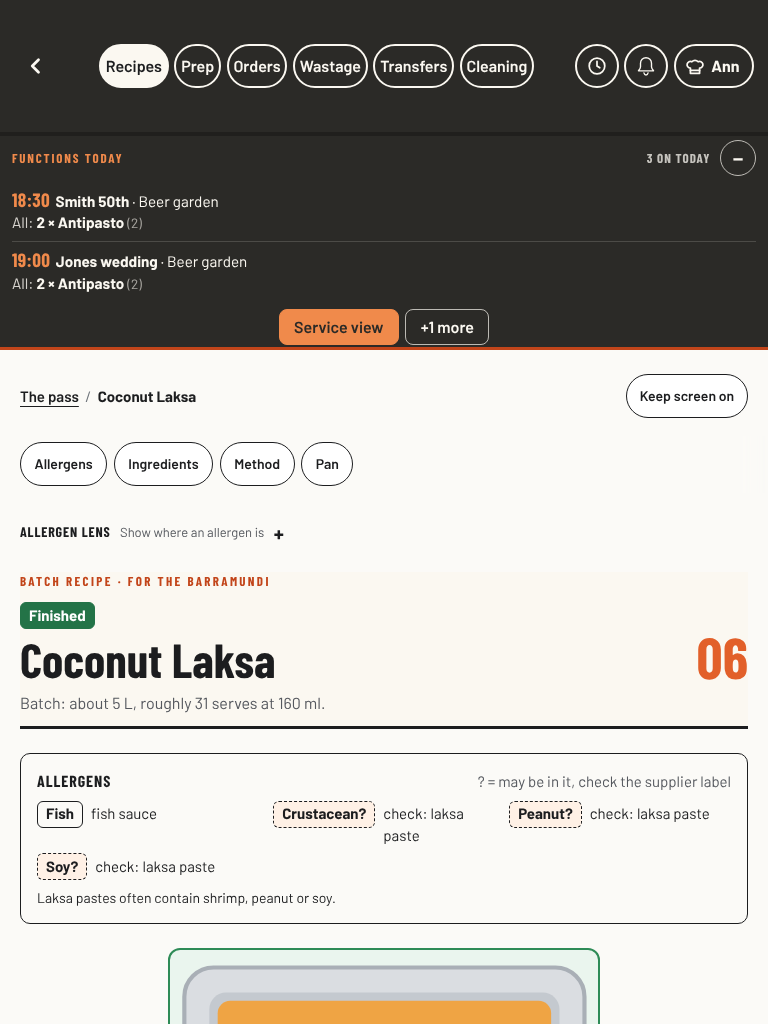 Recipes Prep Orders Wastage Transfers Cleaning Ann
FUNCTIONS TODAY 3 ON TODAY –
18:30 Smith 50th · Beer garden
All: 2 × Antipasto (2)
19:00 Jones wedding · Beer garden
All: 2 × Antipasto (2)
Service view +1 more
The pass / Coconut Laksa Keep screen on
Allergens Ingredients Method Pan
ALLERGEN LENS Show where an allergen is +
BATCH RECIPE · FOR THE BARRAMUNDI
Finished
Coconut Laksa 06
Batch: about 5 L, roughly 31 serves at 160 ml.
ALLERGENS ? = may be in it, check the supplier label
Fish fish sauce Crustacean? check: laksa paste Peanut? check: laksa paste
Soy? check: laksa paste
Laksa pastes often contain shrimp, peanut or soy.